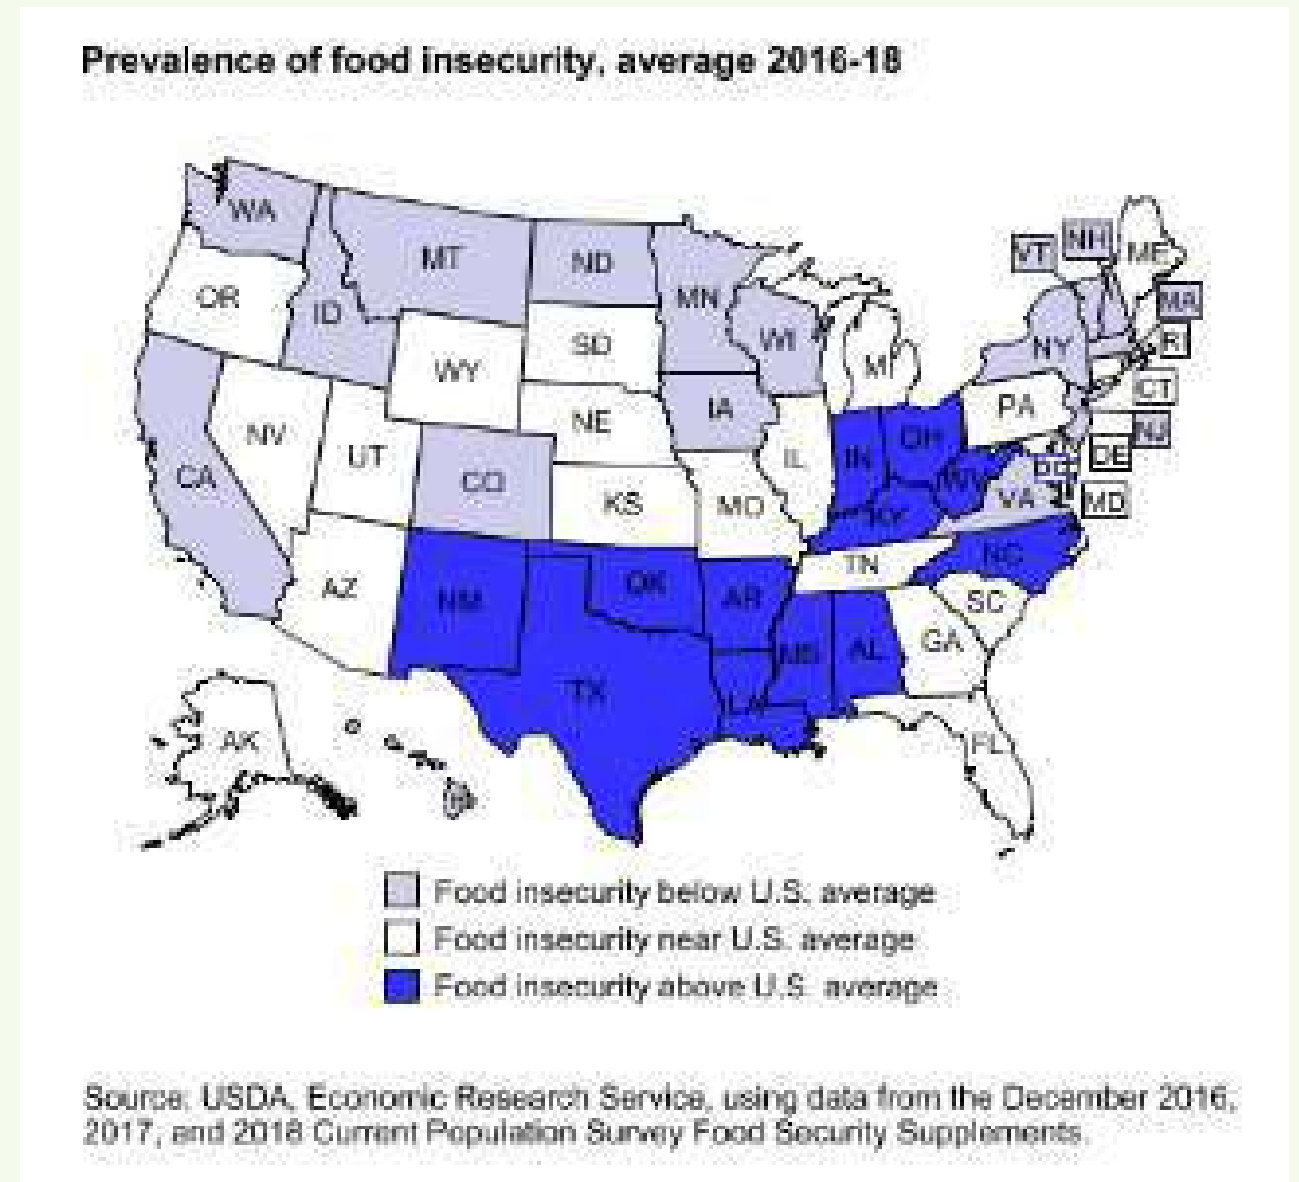 Prevalence of food insecurity, average 2016-18
WA
MT
ND
MN
VT
NH
ME
OR
ID
SD
WI
MI
NY
MA
RI
WY
CT
NV
UT
NE
IA
PA
NJ
CA
CO
IL
IN
OH
DE
DC
KS
MO
WV
VA
MD
KY
AZ
NM
OK
AR
TN
NC
SC
MS
AL
GA
TX
LA
AK
FL
Food insecurity below U.S. average
Food insecurity near U.S. average
Food insecurity above U.S. average
Source: USDA, Economic Research Service, using data from the December 2016,
2017, and 2018 Current Population Survey Food Security Supplements.